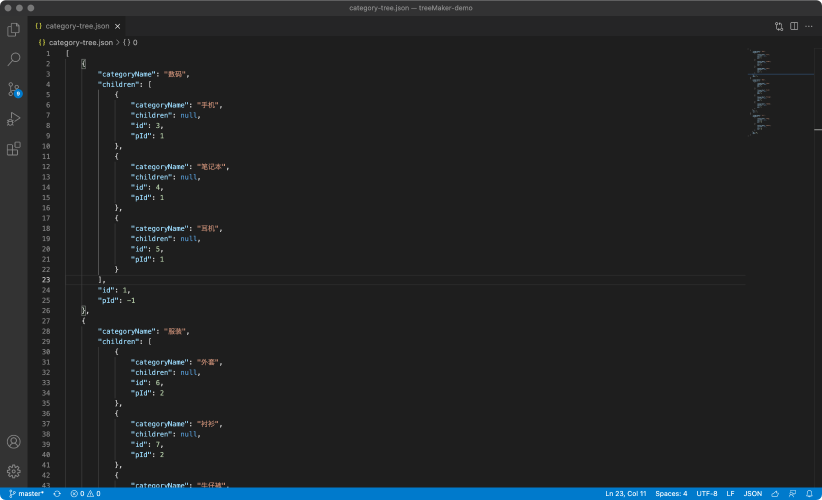 category-tree.json — treeMaker-demo
{} category-tree.json ×
{} category-tree.json > {} 0
1 [
2 {
3 "categoryName": "数码",
4 "children": [
5 {
6 "categoryName": "手机",
7 "children": null,
8 "id": 3,
9 "pId": 1
10 },
11 {
12 "categoryName": "笔记本",
13 "children": null,
14 "id": 4,
15 "pId": 1
16 },
17 {
18 "categoryName": "耳机",
19 "children": null,
20 "id": 5,
21 "pId": 1
22 }
23 ],
24 "id": 1,
25 "pId": -1
26 },
27 {
28 "categoryName": "服装",
29 "children": [
30 {
31 "categoryName": "外套",
32 "children": null,
33 "id": 6,
34 "pId": 2
35 },
36 {
37 "categoryName": "衬衫",
38 "children": null,
39 "id": 7,
40 "pId": 2
41 },
42 {
43 "categoryName": "牛仔裤",
9
master* 0 0 Ln 23, Col 11 Spaces: 4 UTF-8 LF JSON